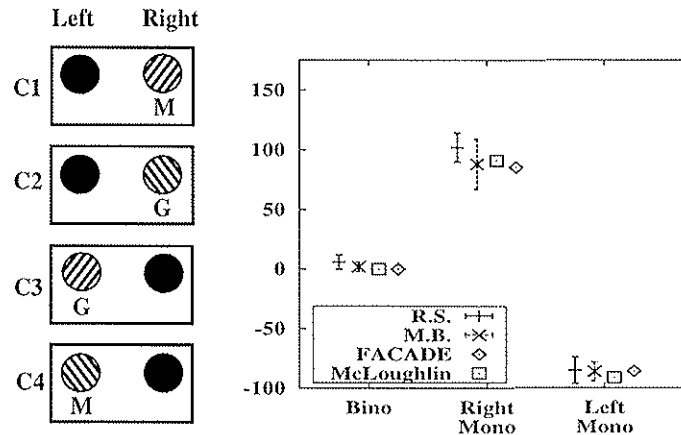 Left Right
C1
M
C2
G
C3
G
C4
M
150
100
50
0
-50
-100
R.S.
M.B.
FACADE
McLoughlin
Bino Right Mono Left Mono